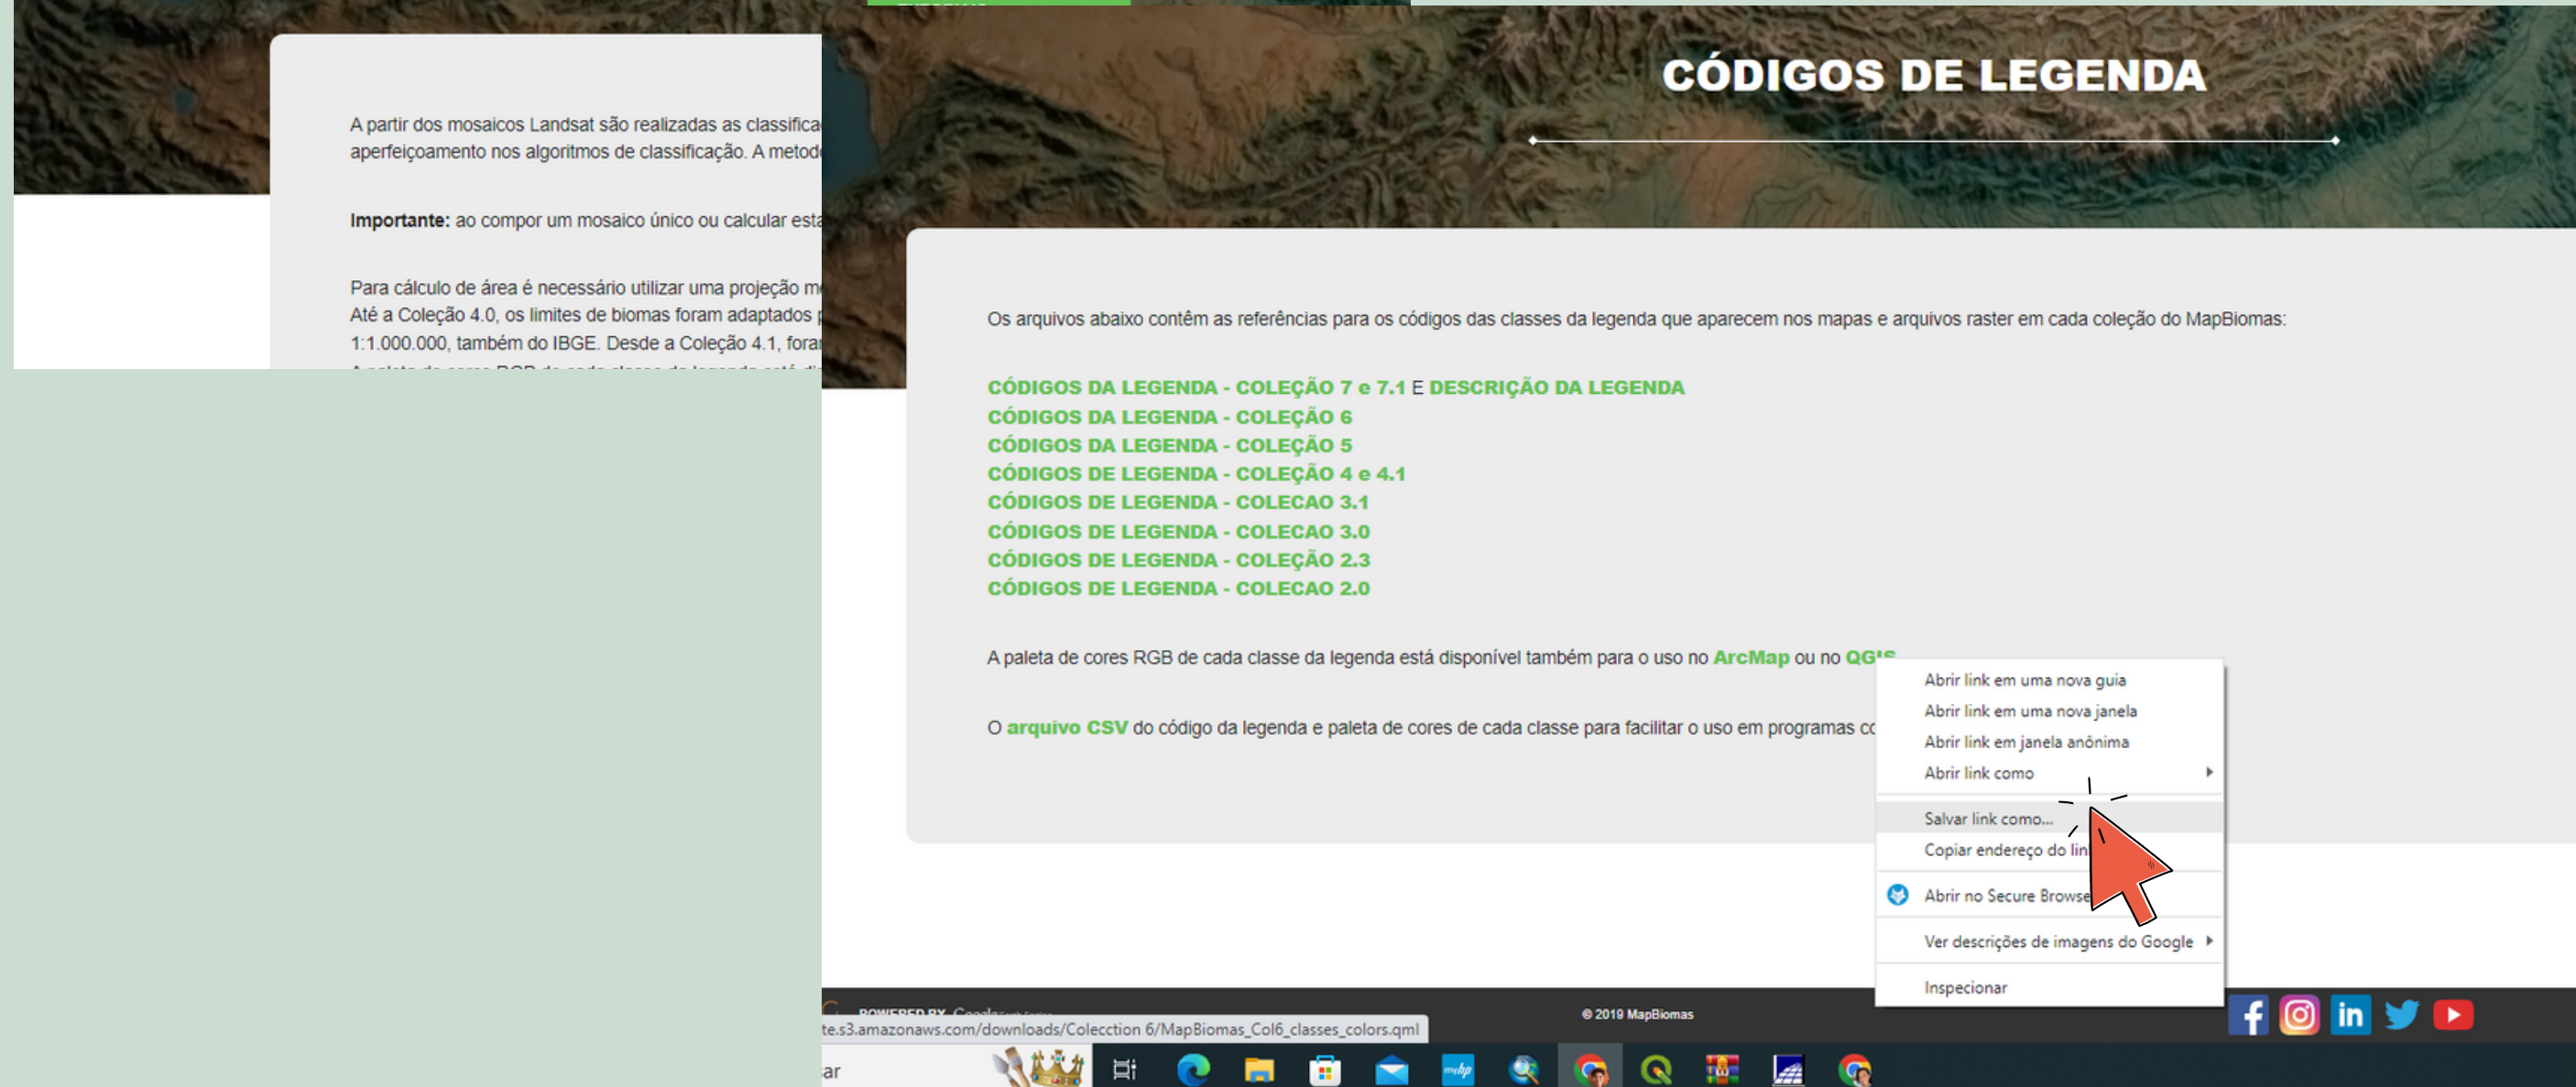 A partir dos mosaicos Landsat são realizadas as
aperfeiçoamento nos algoritmos de classificação. A
Importante: ao compor um mosaico único ou calcular
Para cálculo de área é necessário utilizar uma projeção
Até a Coleção 4.0, os limites de biomas foram adaptados
1:1.000.000, também do IBGE. Desde a Coleção 4.1,
CÓDIGOS DE LEGENDA
Os arquivos abaixo contêm as referências para os códigos das classes da legenda que aparecem nos mapas e arquivos raster em cada coleção do MapBiomas:
CÓDIGOS DA LEGENDA - COLEÇÃO 7 e 7.1 E DESCRIÇÃO DA LEGENDA
CÓDIGOS DA LEGENDA - COLEÇÃO 6
CÓDIGOS DA LEGENDA - COLEÇÃO 5
CÓDIGOS DE LEGENDA - COLEÇÃO 4 e 4.1
CÓDIGOS DE LEGENDA - COLECAO 3.1
CÓDIGOS DE LEGENDA - COLECAO 3.0
CÓDIGOS DE LEGENDA - COLEÇÃO 2.3
CÓDIGOS DE LEGENDA - COLECAO 2.0
A paleta de cores RGB de cada classe da legenda está disponível também para o uso no ArcMap ou no QGIS
O arquivo CSV do código da legenda e paleta de cores de cada classe para facilitar o uso em programas
Abrir link em uma nova guia
Abrir link em uma nova janela
Abrir link em janela anônima
Abrir link como
Salvar link como...
Copiar endereço do
Abrir no Secure
Ver descrições de imagens do Google
Inspecionar
POWERED BY Google
© 2019 MapBiomas
te.s3.amazonaws.com/downloads/Colecction 6/MapBiomas_Col6_classes_colors.qml
ar
myhp